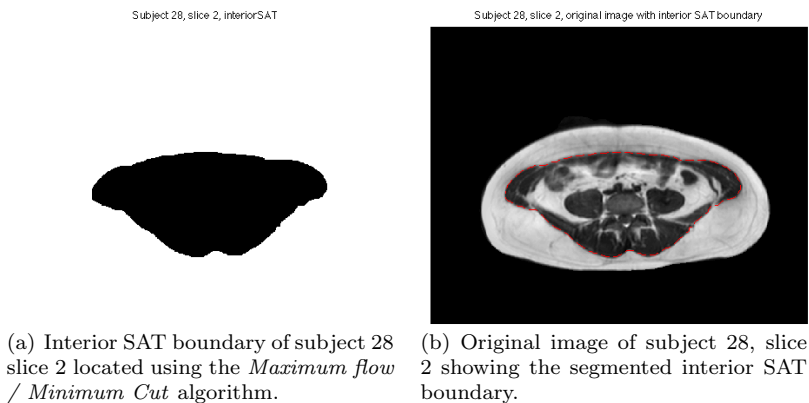 Subject 28, slice 2, interiorSAT
Subject 28, slice 2, original image with interior SAT boundary
(a) Interior SAT boundary of subject 28
slice 2 located using the Maximum flow
/ Minimum Cut algorithm.
(b) Original image of subject 28, slice
2 showing the segmented interior SAT
boundary.